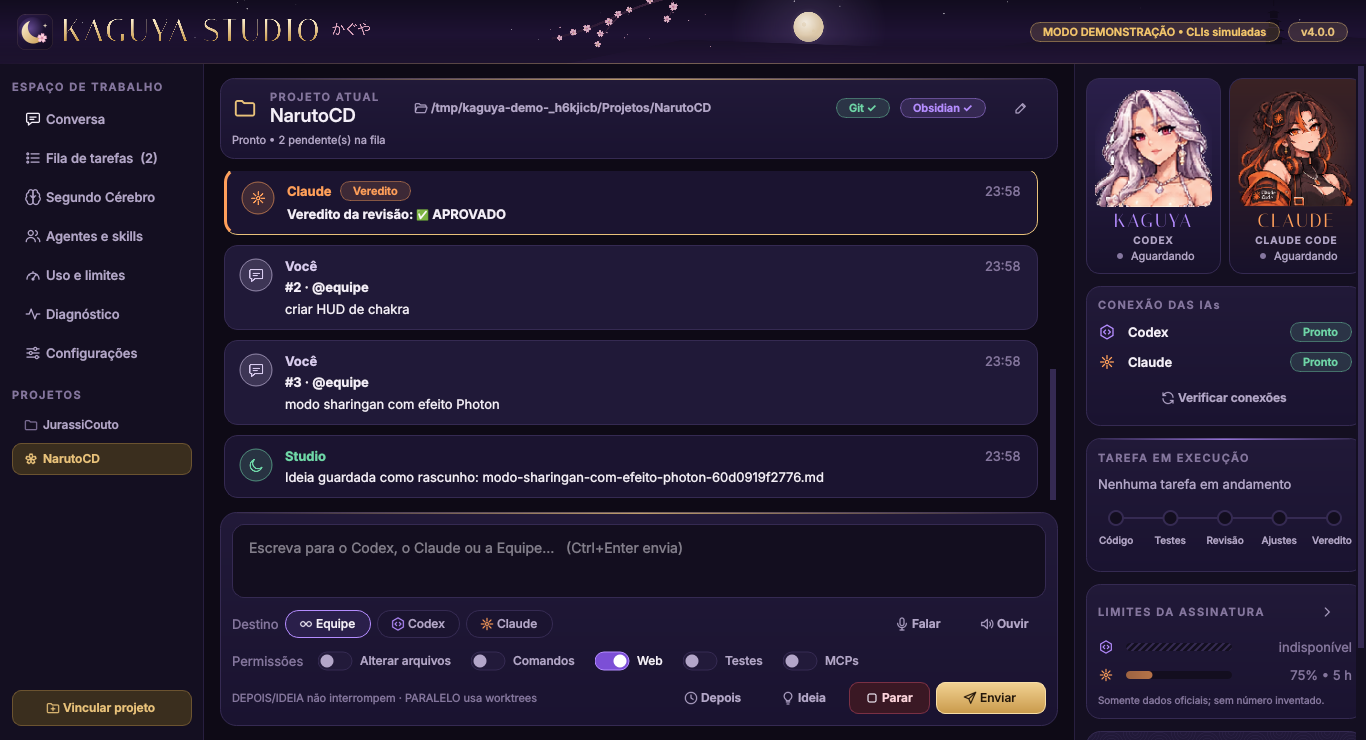 KAGUYA STUDIO かぐや
MODO DEMONSTRAÇÃO • CLIs simuladas
v4.0.0
ESPAÇO DE TRABALHO
Conversa
Fila de tarefas (2)
Segundo Cérebro
Agentes e skills
Uso e limites
Diagnóstico
Configurações
PROJETOS
JurassiCouto
NarutoCD
Vincular projeto
PROJETO ATUAL
NarutoCD
/tmp/kaguya-demo-_h6kjicb/Projetos/NarutoCD
Git ✓
Obsidian ✓
Pronto • 2 pendente(s) na fila
Claude Veredito 23:58
Veredito da revisão: ✅ APROVADO
Você 23:58
#2 · @equipe
criar HUD de chakra
Você 23:58
#3 · @equipe
modo sharingan com efeito Photon
Studio 23:58
Ideia guardada como rascunho: modo-sharingan-com-efeito-photon-60d0919f2776.md
Escreva para o Codex, o Claude ou a Equipe... (Ctrl+Enter envia)
Destino Equipe Codex Claude Falar Ouvir
Permissões Alterar arquivos Comandos Web Testes MCPs
DEPOIS/IDEIA não interrompem · PARALELO usa worktrees Depois Ideia Parar Enviar
KAGUYA
CODEX
Aguardando
CLAUDE
CLAUDE CODE
Aguardando
CONEXÃO DAS IAs
Codex Pronto
Claude Pronto
Verificar conexões
TAREFA EM EXECUÇÃO
Nenhuma tarefa em andamento
Código Testes Revisão Ajustes Veredito
LIMITES DA ASSINATURA
indisponível
75% • 5 h
Somente dados oficiais; sem número inventado.